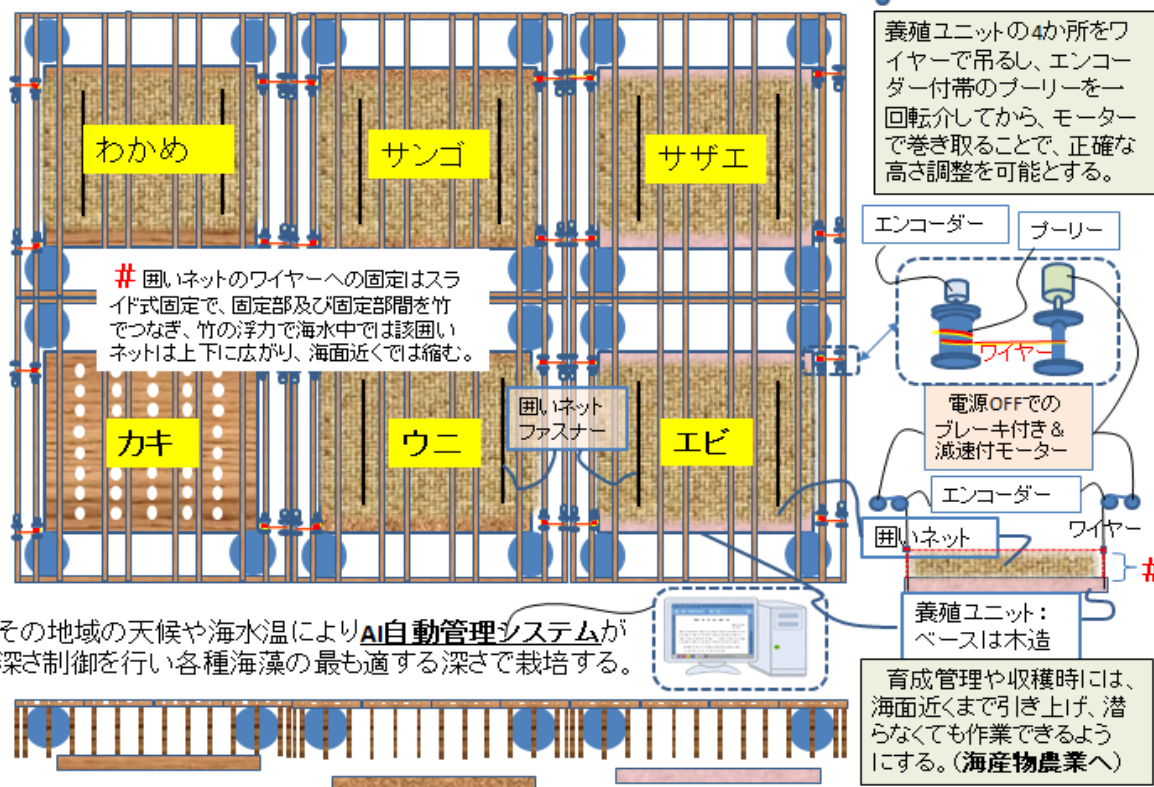 養殖ユニットの4か所をワ
イヤーで吊るし、エンコー
ダー付帯のプーリーを一
回転介してから、モーター
で巻き取ることで、正確な
高さ調整を可能とする。
わかめ
サンゴ
サザエ
エンコーダー
プーリー
ワイヤー
# 囲いネットのワイヤーへの固定はスラ
イド式固定で、固定部及び固定部間を竹
でつなぎ、竹の浮力で海水中では該囲い
ネットは上下に広がり、海面近くでは縮む。
カキ
ウニ
囲いネット
ファスナー
エビ
電源OFFでの
ブレーキ付き&
減速付モーター
エンコーダー
ワイヤー
囲いネット
#
養殖ユニット:
ベースは木造
その地域の天候や海水温によりAI自動管理システムが
深さ制御を行い各種海藻の最も適する深さで栽培する。
育成管理や収穫時には、
海面近くまで引き上げ、潜
らなくても作業できるよう
にする。(海産物農業へ)